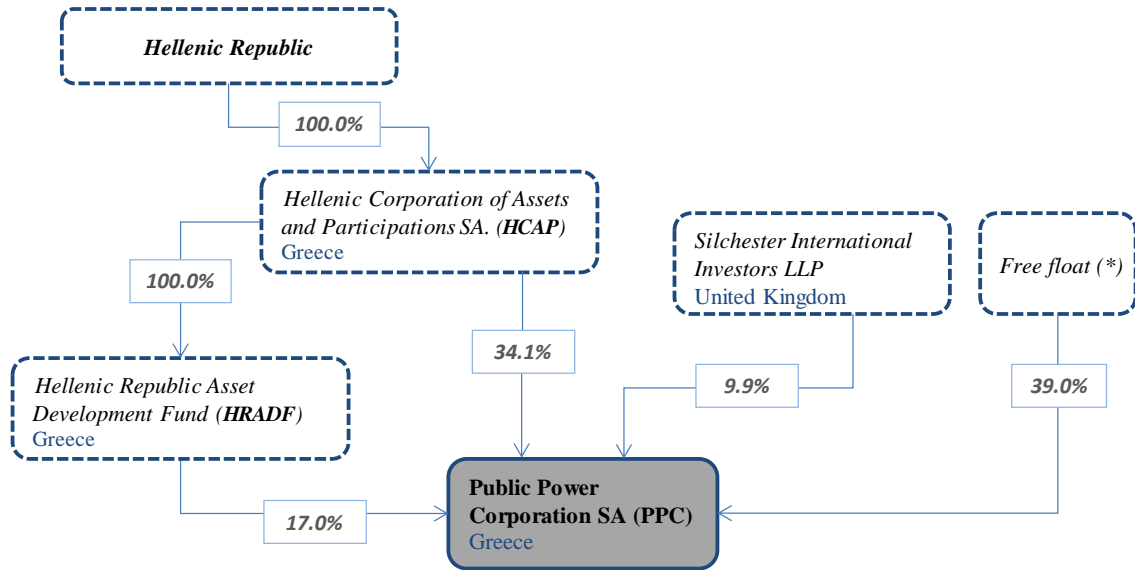 Hellenic Republic
100.0%
Hellenic Corporation of Assets
and Participations SA. (HCAP)
Greece
Silchester International
Investors LLP
United Kingdom
Free float (*)
100.0%
34.1%
9.9%
39.0%
Hellenic Republic Asset
Development Fund (HRADF)
Greece
Public Power
Corporation SA (PPC)
Greece
17.0%